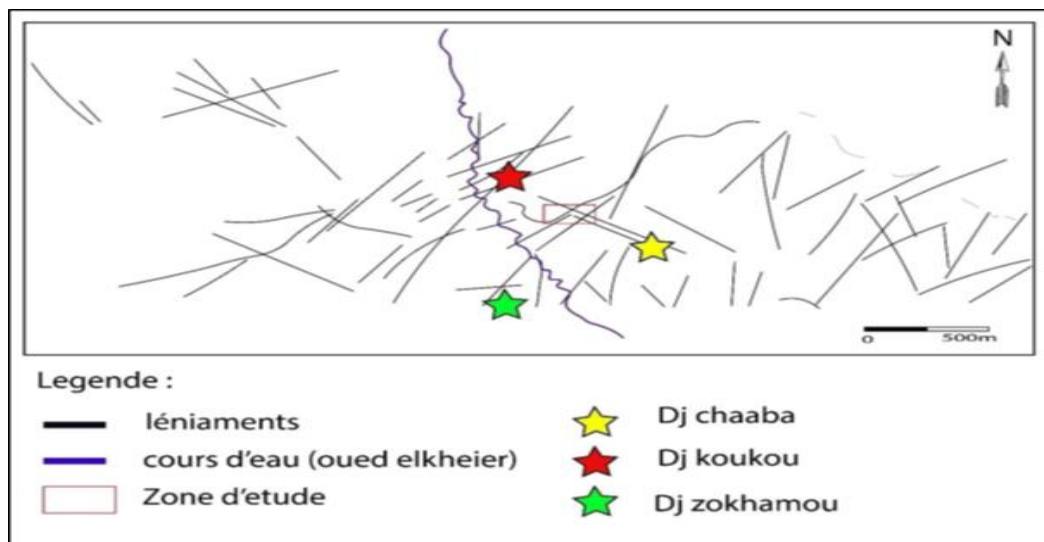 N
0 500m
Legende :
léniaments
cours d'eau (oued elkheier)
Zone d'etude
Dj chaaba
Dj koukou
Dj zokhamou